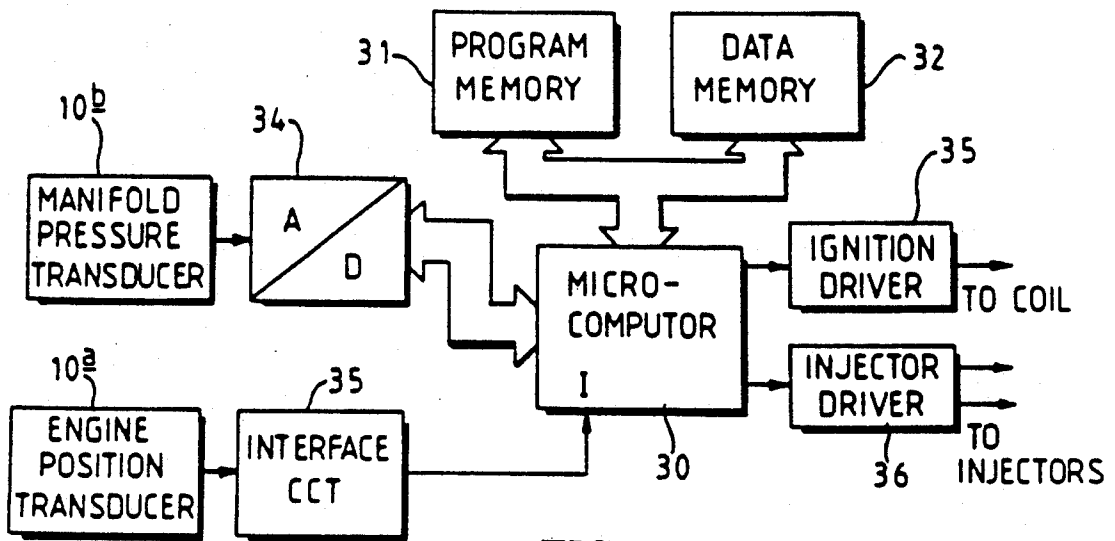 PROGRAM
MEMORY
31
DATA
MEMORY
32
10b
34
MANIFOLD
PRESSURE
TRANSDUCER
A
D
MICRO-
COMPUTOR
I
30
35
IGNITION
DRIVER
TO COIL
INJECTOR
DRIVER
36
TO
INJECTORS
10a
35
ENGINE
POSITION
TRANSDUCER
INTERFACE
CCT